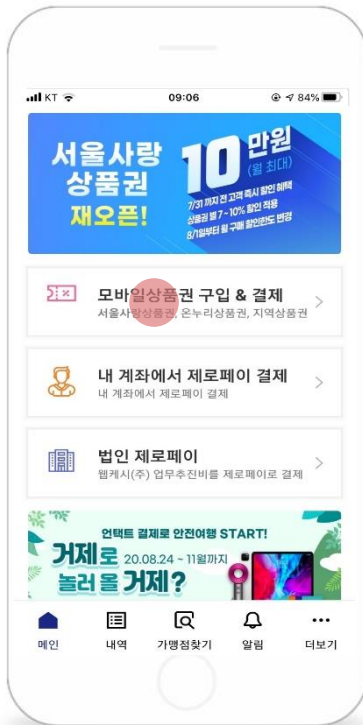 KT 09:06 84%
서울사랑
상품권
재오픈!
10만원
(월 최대)
7/31 까지 전 고객 즉시 할인 혜택
상품권 별 7~10% 할인 적용
8/1일부터 월 구매 할인한도 변경
모바일상품권 구입 & 결제
서울사랑상품권, 온누리상품권, 지역상품권
내 계좌에서 제로페이 결제
내 계좌에서 제로페이 결제
법인 제로페이
웹케시(주) 업무추진비를 제로페이로 결제
언택트 결제로 안전여행 START!
거제로 20.08.24 ~ 11월까지
놀러 올 거제?
메인 내역 가맹점찾기 알림 더보기